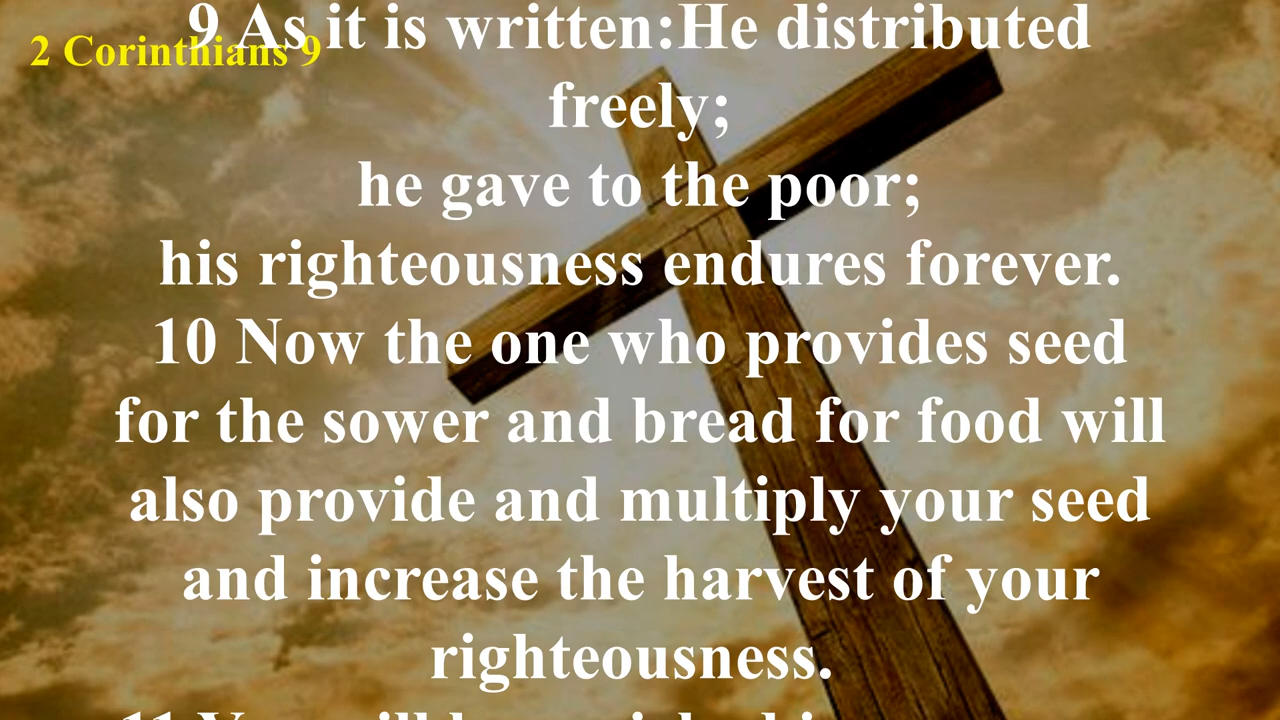 2 Corinthians 9
9 As it is written:He distributed
freely;
he gave to the poor;
his righteousness endures forever.
10 Now the one who provides seed
for the sower and bread for food will
also provide and multiply your seed
and increase the harvest of your
righteousness.